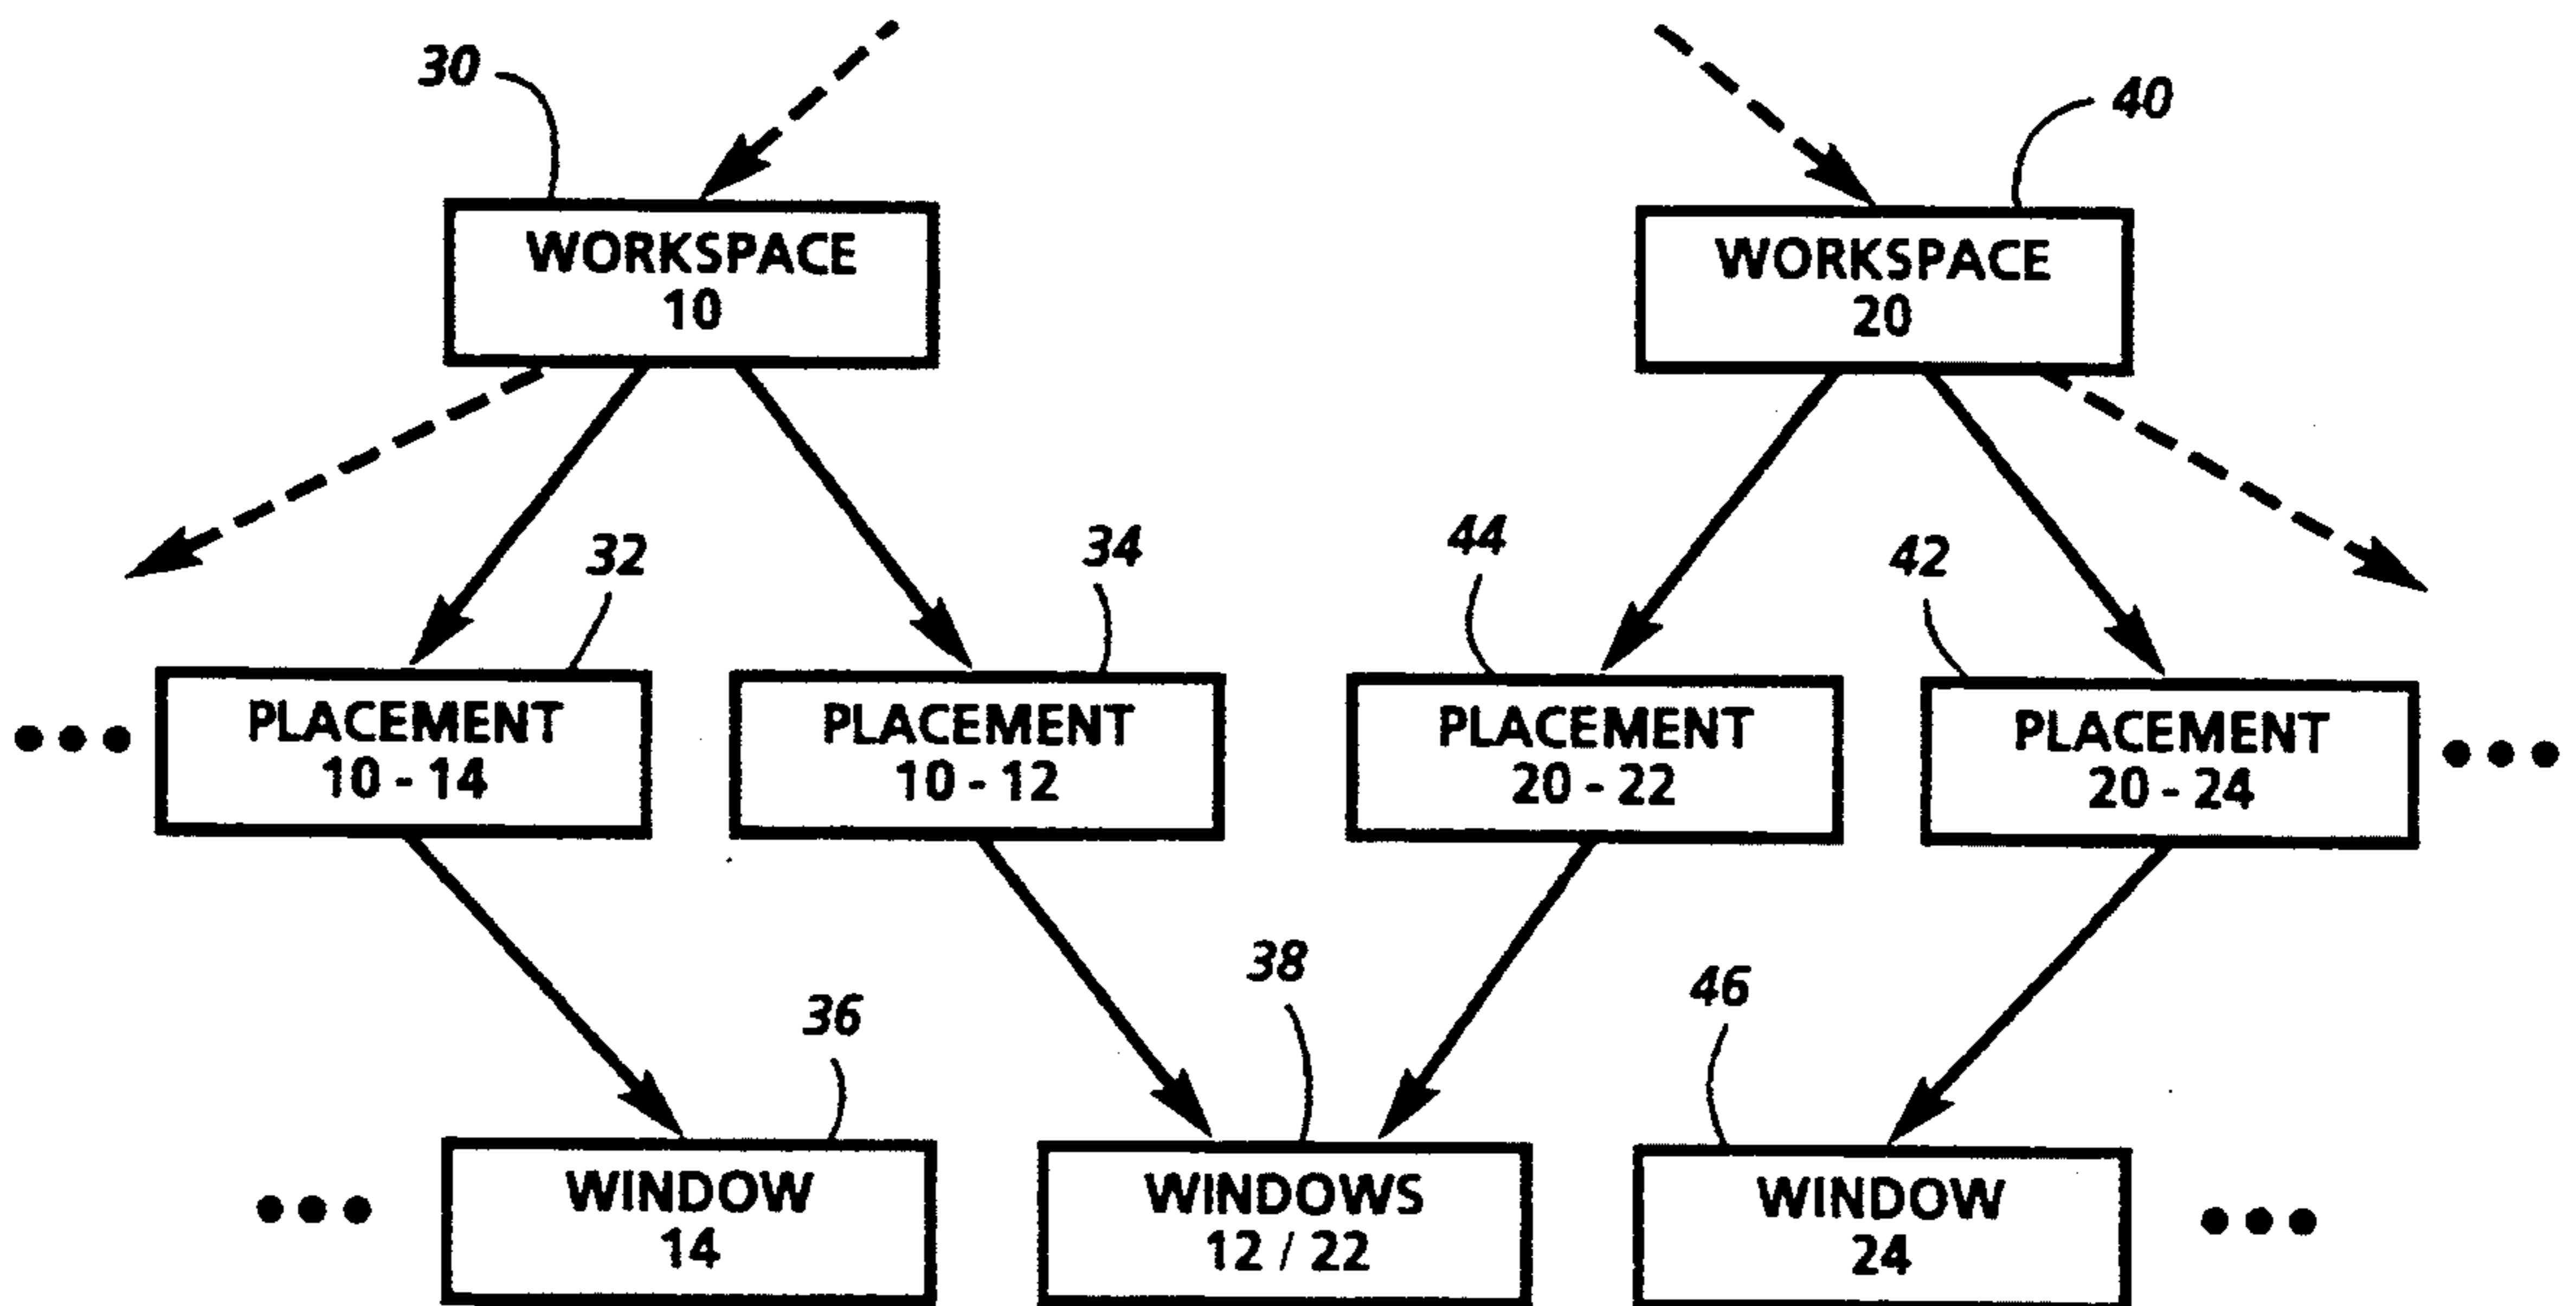 30
40
WORKSPACE
10
WORKSPACE
20
32
34
44
42
PLACEMENT
10 - 14
PLACEMENT
10 - 12
PLACEMENT
20 - 22
PLACEMENT
20 - 24
36
38
46
WINDOW
14
WINDOWS
12 / 22
WINDOW
24